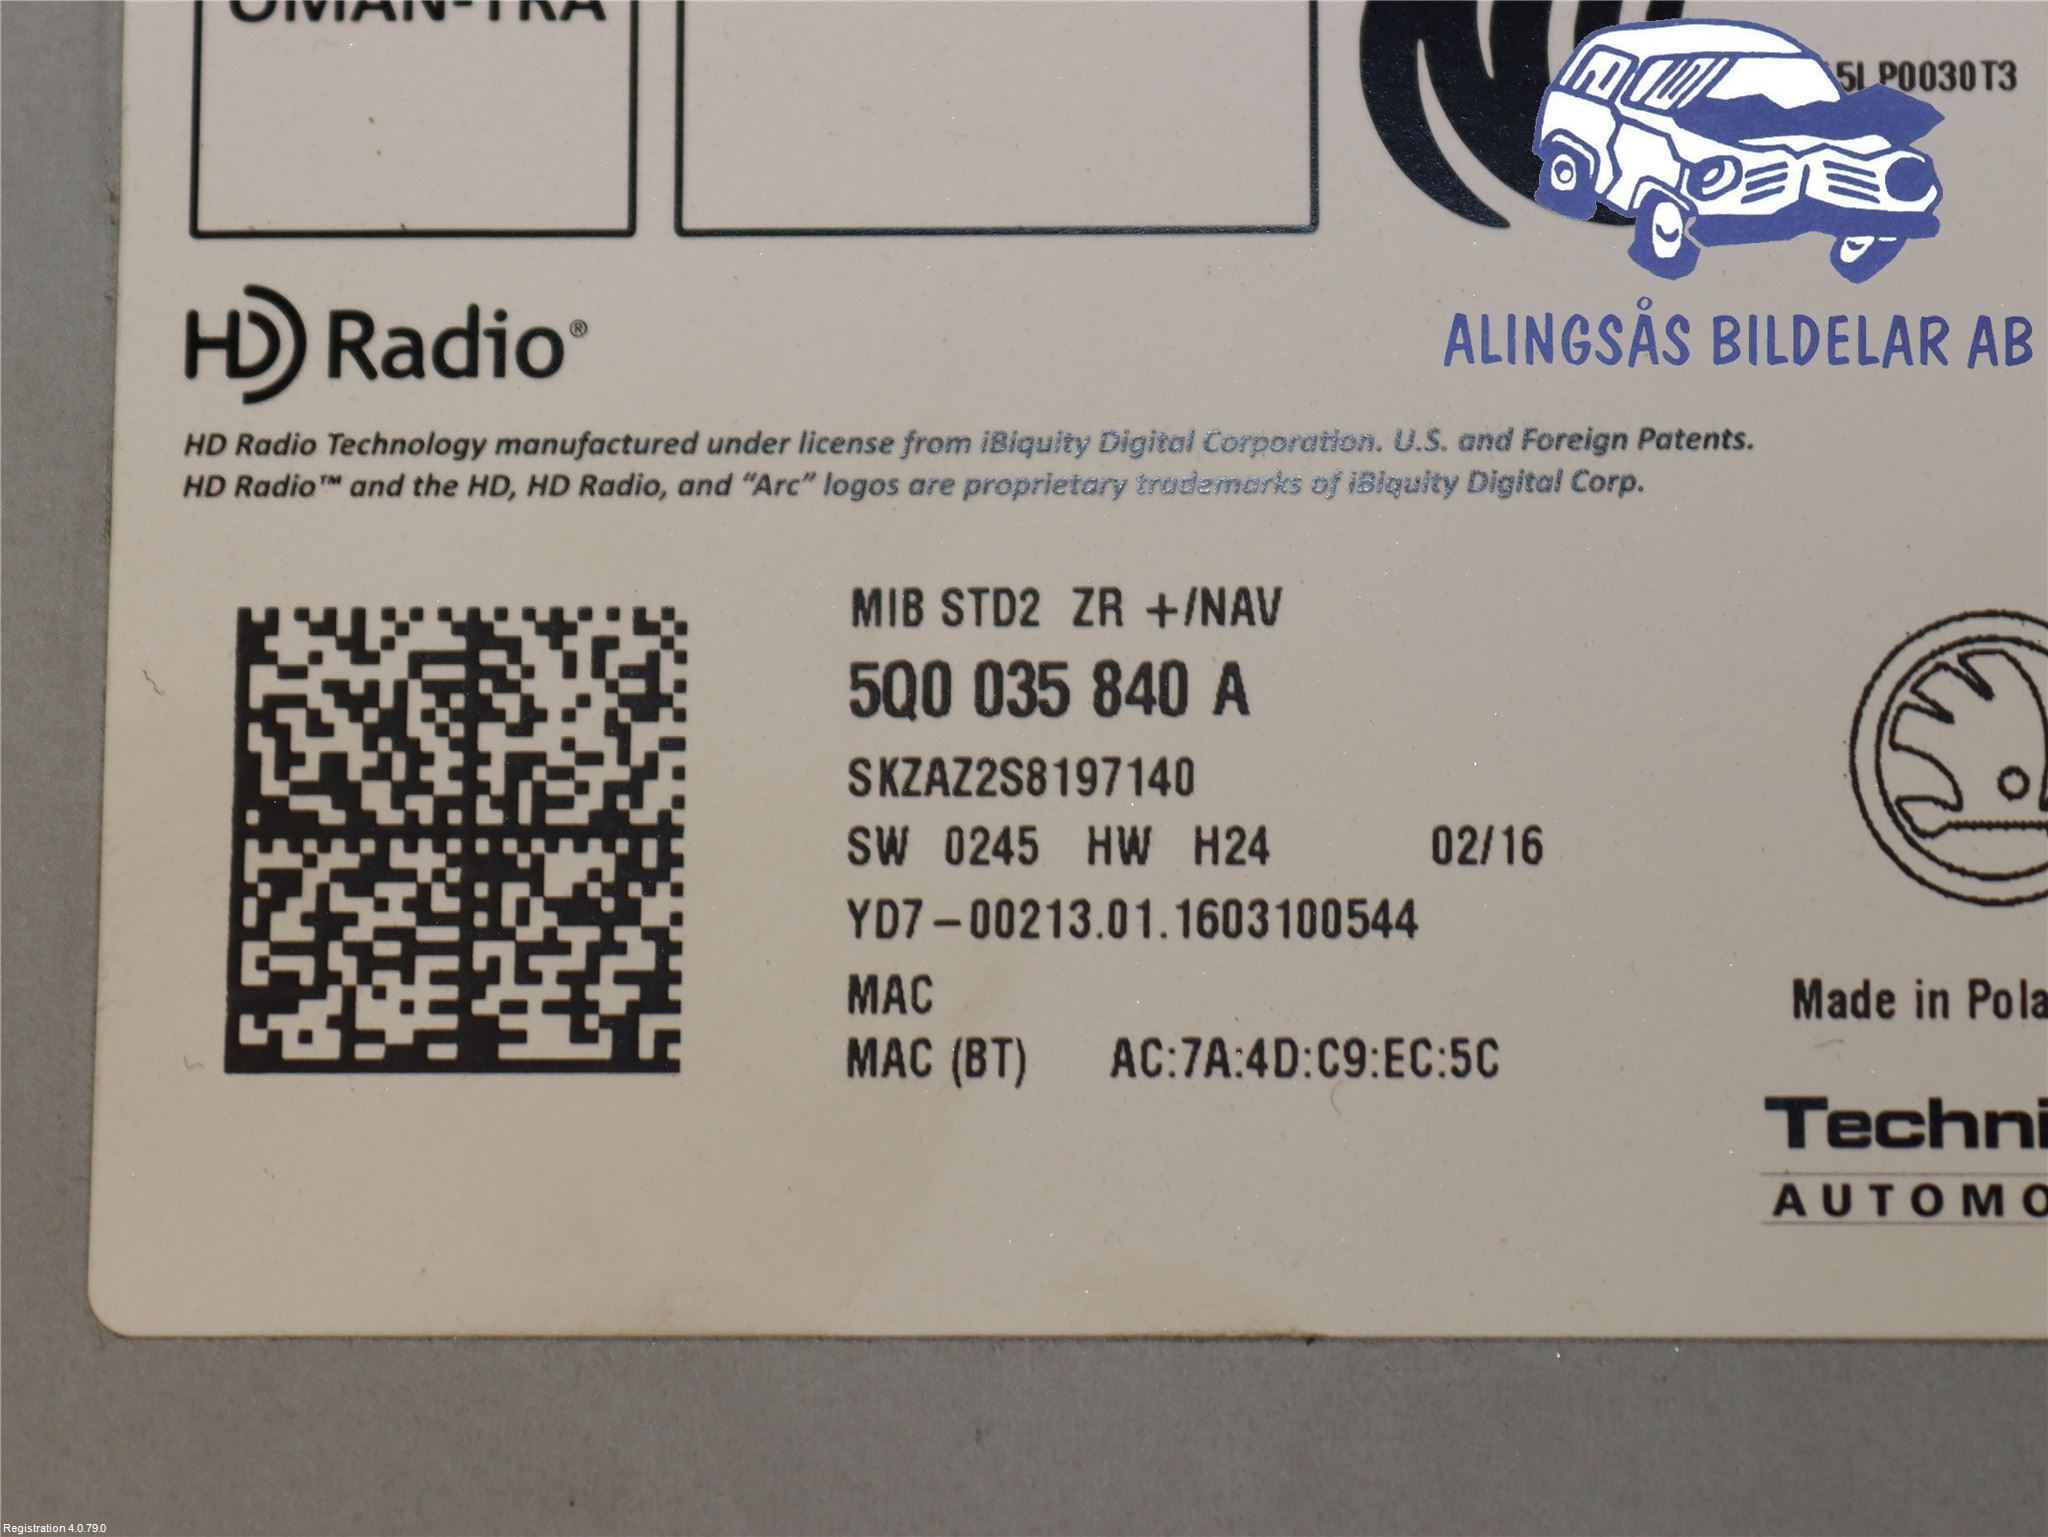 OMAN-TRA
P0030T3
ALINGSÅS BILDELAR AB
HD Radio®
HD Radio Technology manufactured under license from iBiquity Digital Corporation. U.S. and Foreign Patents.
HD Radio™ and the HD, HD Radio, and “Arc” logos are proprietary trademarks of iBiquity Digital Corp.
MIB STD2 ZR +/NAV
5Q0 035 840 A
SKZAZ2S8197140
SW 0245 HW H24 02/16
YD7-00213.01.1603100544
MAC
MAC (BT) AC:7A:4D:C9:EC:5C
Made in Pola
Techni
AUTOMO
Registration 4.0.79.0